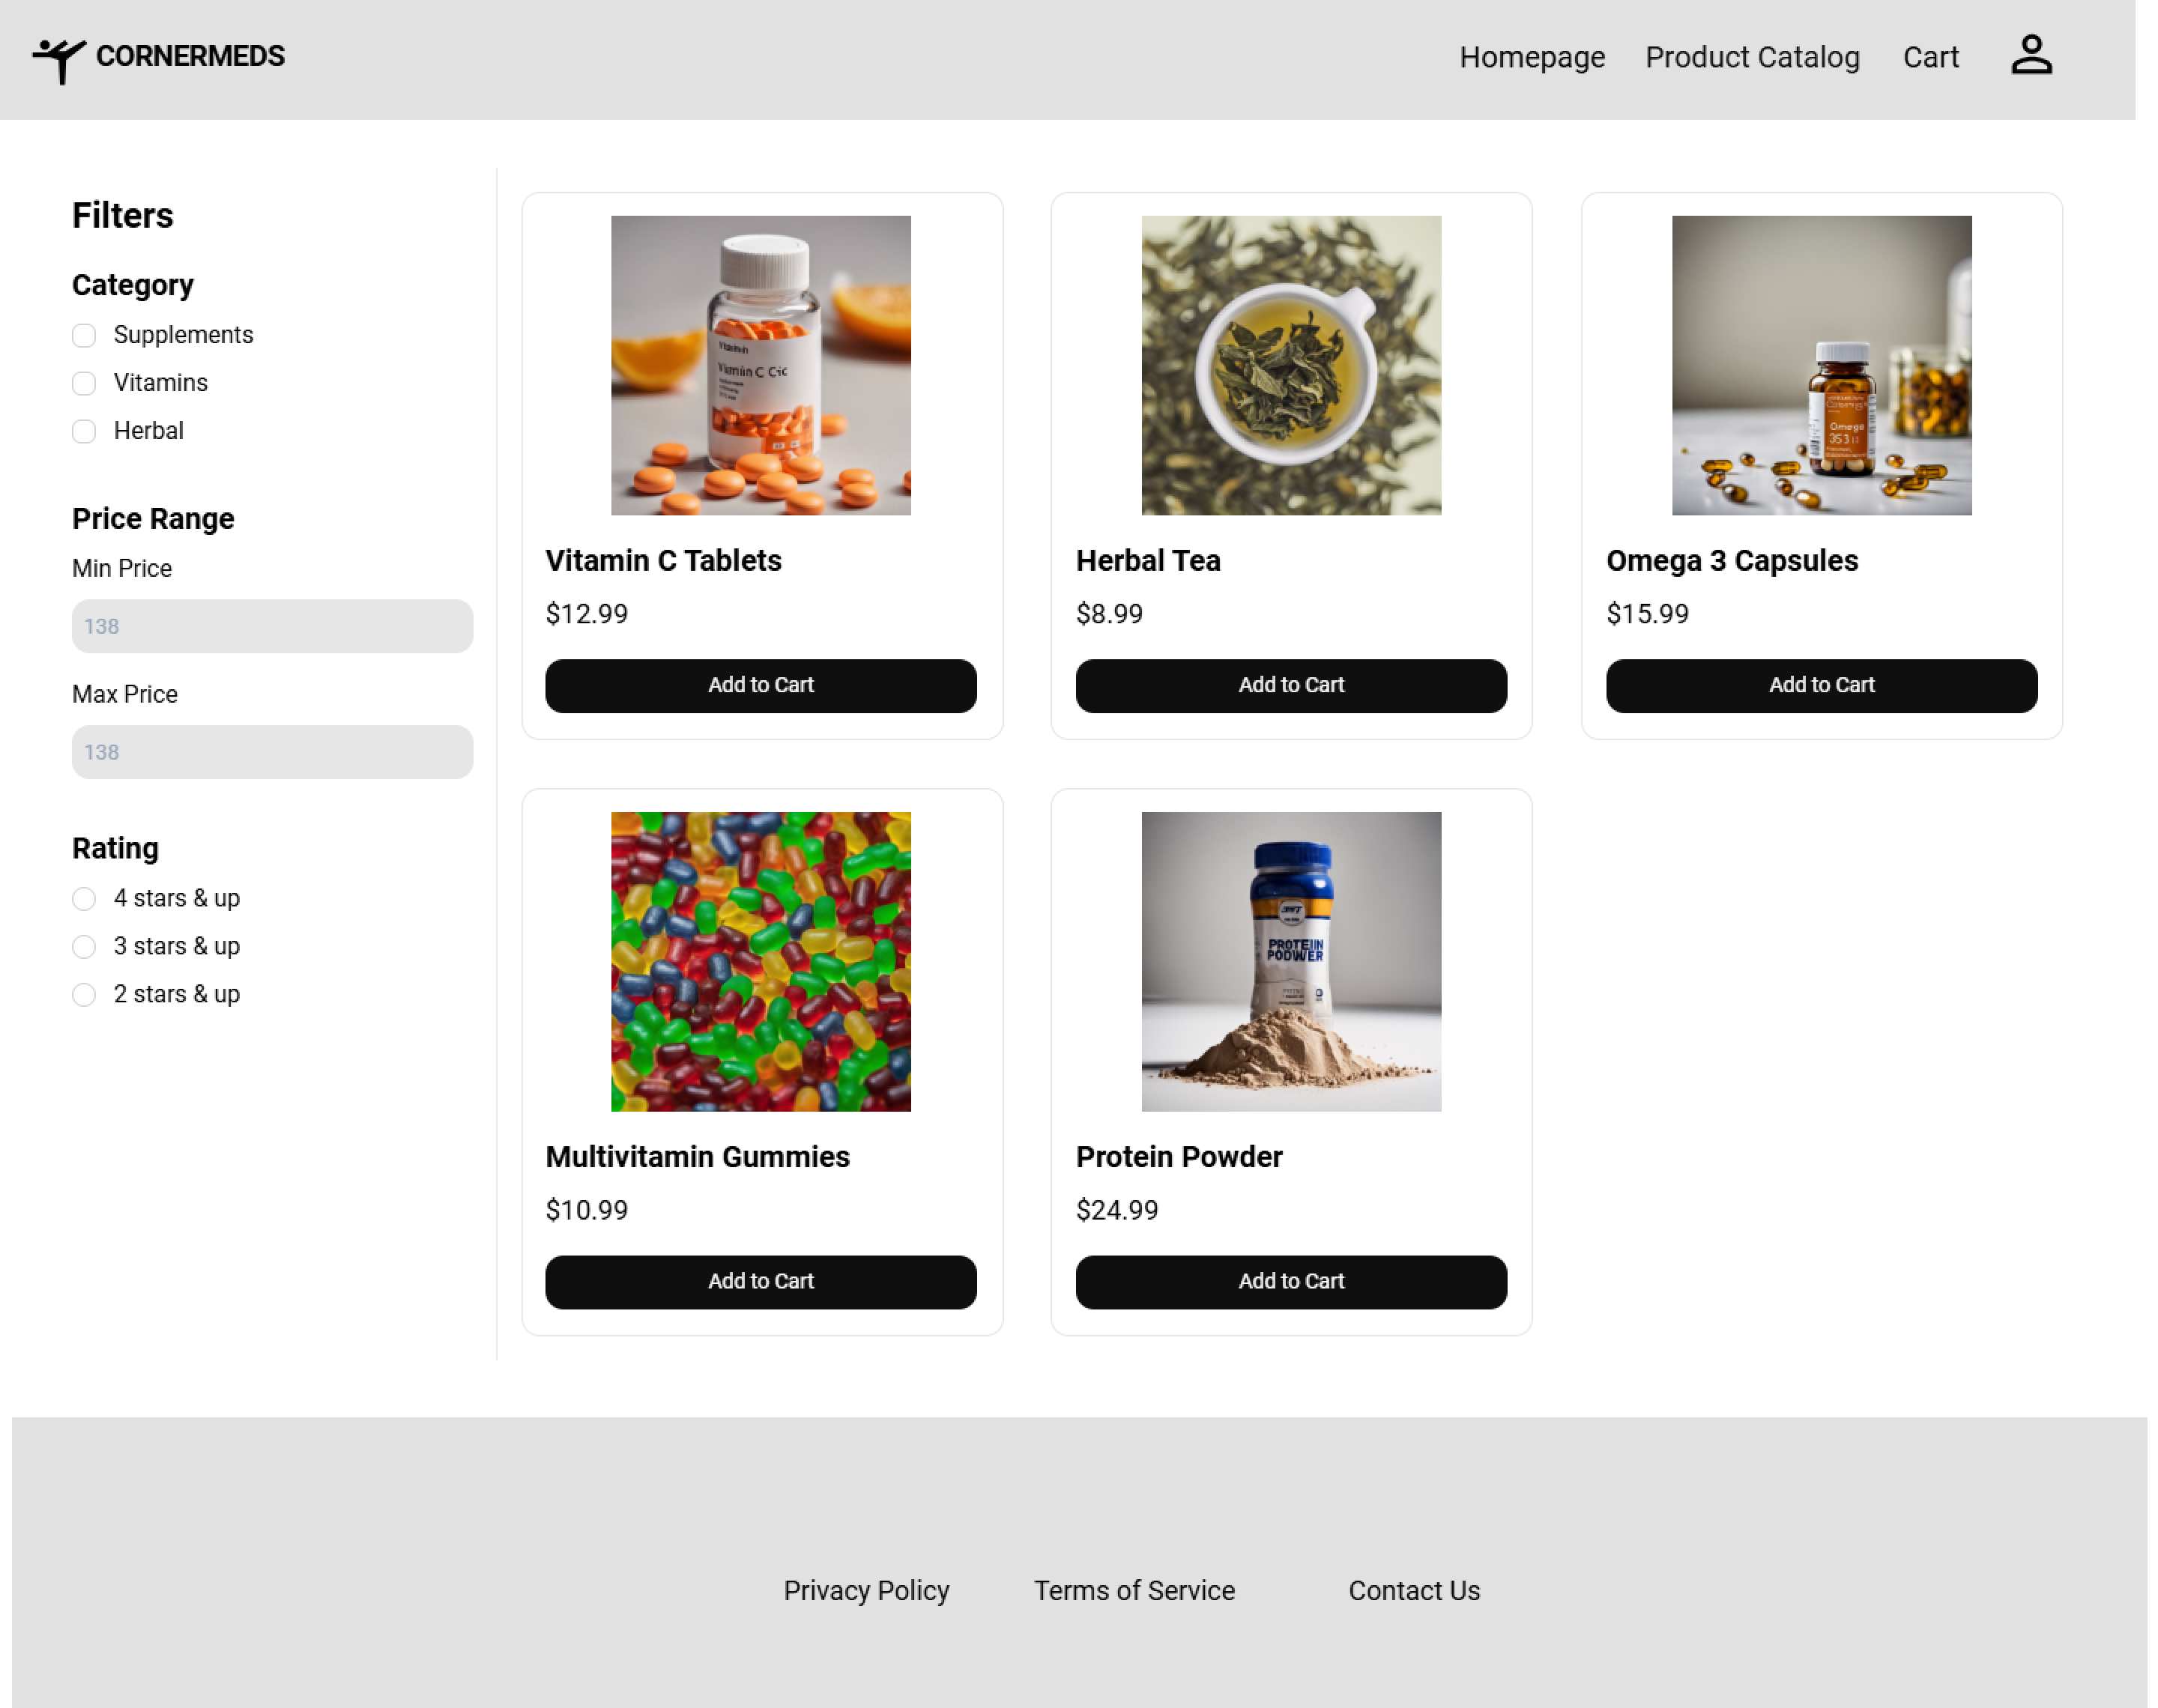 CORNERMEDS
Homepage
Product Catalog
Cart
Filters
Category
Supplements
Vitamins
Herbal
Price Range
Min Price
138
Max Price
138
Rating
4 stars & up
3 stars & up
2 stars & up
Vitamin C Cic
Vitamin C Tablets
$12.99
Add to Cart
Herbal Tea
$8.99
Add to Cart
Omega
Omega 3 Capsules
$15.99
Add to Cart
Multivitamin Gummies
$10.99
Add to Cart
PROTEIIN
PODWER
Protein Powder
$24.99
Add to Cart
Privacy Policy
Terms of Service
Contact Us